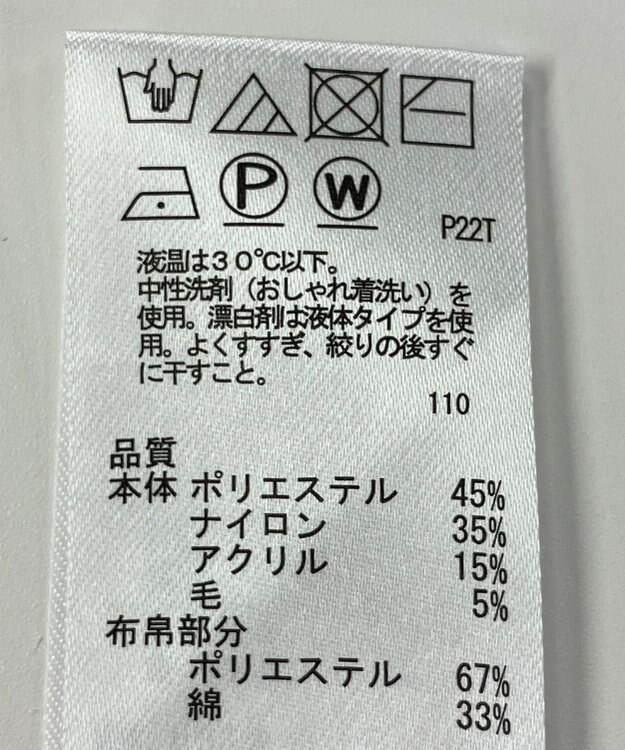 P W
P22T
液温は30℃以下。
中性洗剤（おしゃれ着洗い）を
使用。漂白剤は液体タイプを使
用。よくすすぎ、絞りの後すぐ
に干すこと。
110
品質
本体 ポリエステル 45%
ナイロン 35%
アクリル 15%
毛 5%
布帛部分
ポリエステル 67%
綿 33%